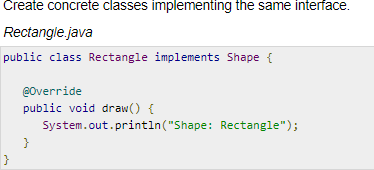 Create concrete classes implementing the same interface.
Rectangle.java
public class Rectangle implements Shape {
@Override
public void draw() {
System.out.println("Shape: Rectangle");
}
}